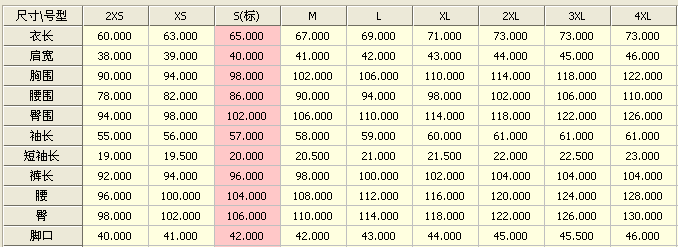 尺寸\号型 2XS XS S(标) M L XL 2XL 3XL 4XL
衣长 60.000 63.000 65.000 67.000 69.000 71.000 73.000 73.000 73.000
肩宽 38.000 39.000 40.000 41.000 42.000 43.000 44.000 45.000 46.000
胸围 90.000 94.000 98.000 102.000 106.000 110.000 114.000 118.000 122.000
腰围 78.000 82.000 86.000 90.000 94.000 98.000 102.000 106.000 110.000
臀围 94.000 98.000 102.000 106.000 110.000 114.000 118.000 122.000 126.000
袖长 55.000 56.000 57.000 58.000 59.000 60.000 61.000 61.000 61.000
短袖长 19.000 19.500 20.000 20.500 21.000 21.500 22.000 22.500 23.000
裤长 92.000 94.000 96.000 98.000 100.000 102.000 104.000 104.000 104.000
腰 96.000 100.000 104.000 108.000 112.000 116.000 120.000 124.000 128.000
臀 98.000 102.000 106.000 110.000 114.000 118.000 122.000 126.000 130.000
脚口 40.000 41.000 42.000 42.000 43.000 44.000 45.000 45.500 46.000